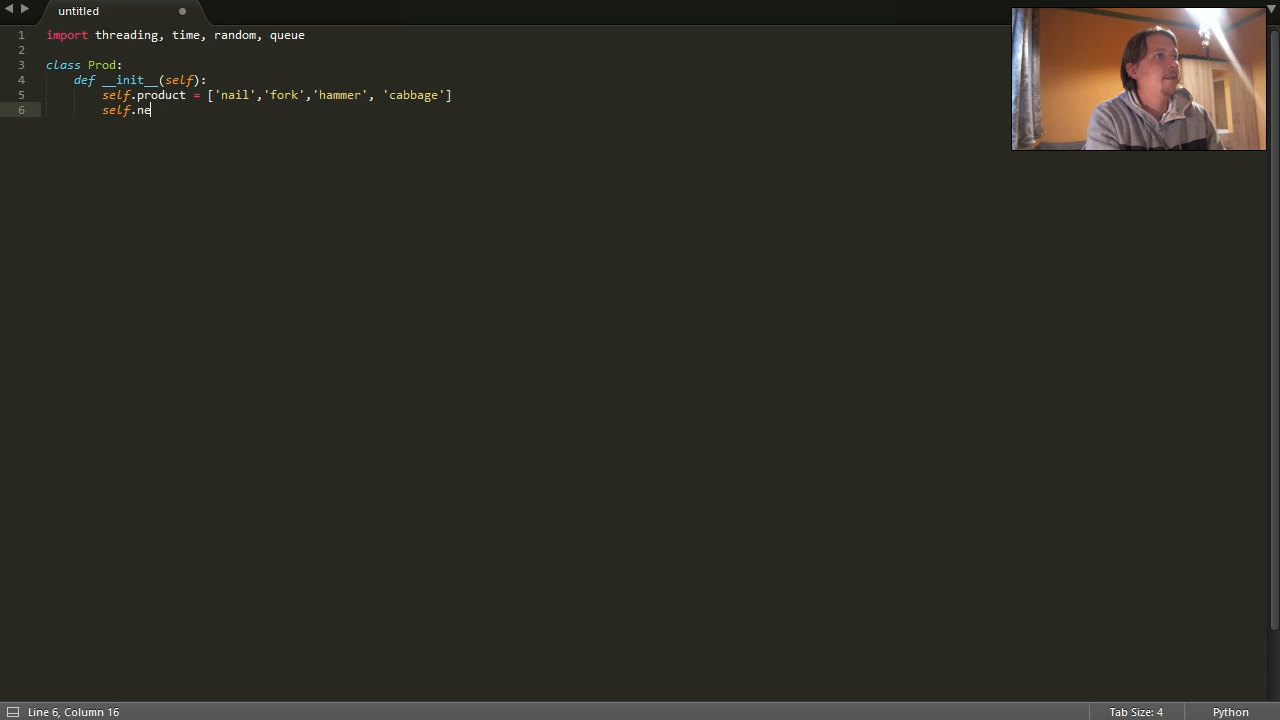 untitled
1 import threading, time, random, queue
2
3 class Prod:
4 def __init__(self):
5 self.product = ['nail','fork','hammer', 'cabbage']
6 self.ne
Line 6, Column 16
Tab Size: 4
Python